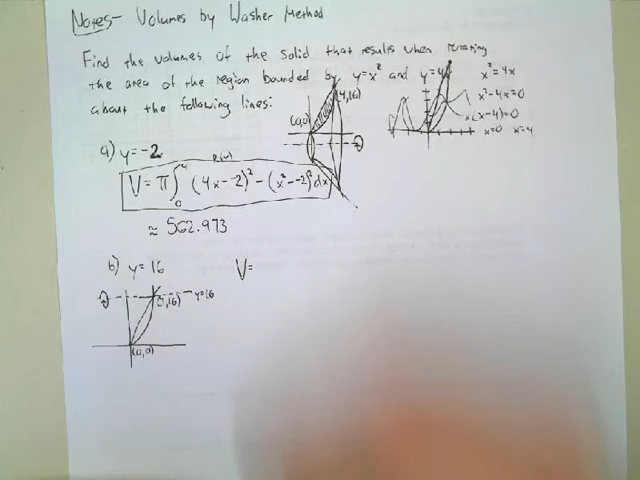 Notes- Volumes by Washer Method
Find the volumes of the solid that results when rotating
the area of the region bounded by y=x² and y=4x
about the following lines:
x²=4x
x²-4x=0
x(x-4)=0
x=0 x=4
(4,16)
(0,0)
a) y=-2
R(x)
V=π∫₀⁴(4x--2)²-(x²--2)²dx
≈ 562.973
b) y=16
V=
(4,16) y=16
(0,0)